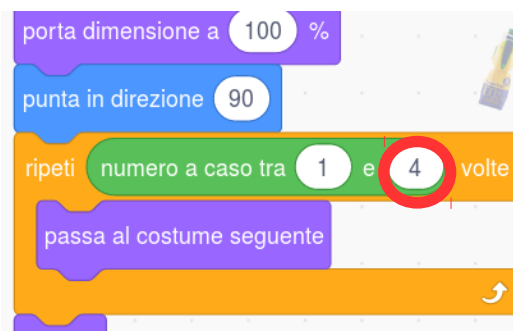 porta dimensione a 100 %
punta in direzione 90
ripeti numero a caso tra 1 e 4 volte
passa al costume seguente